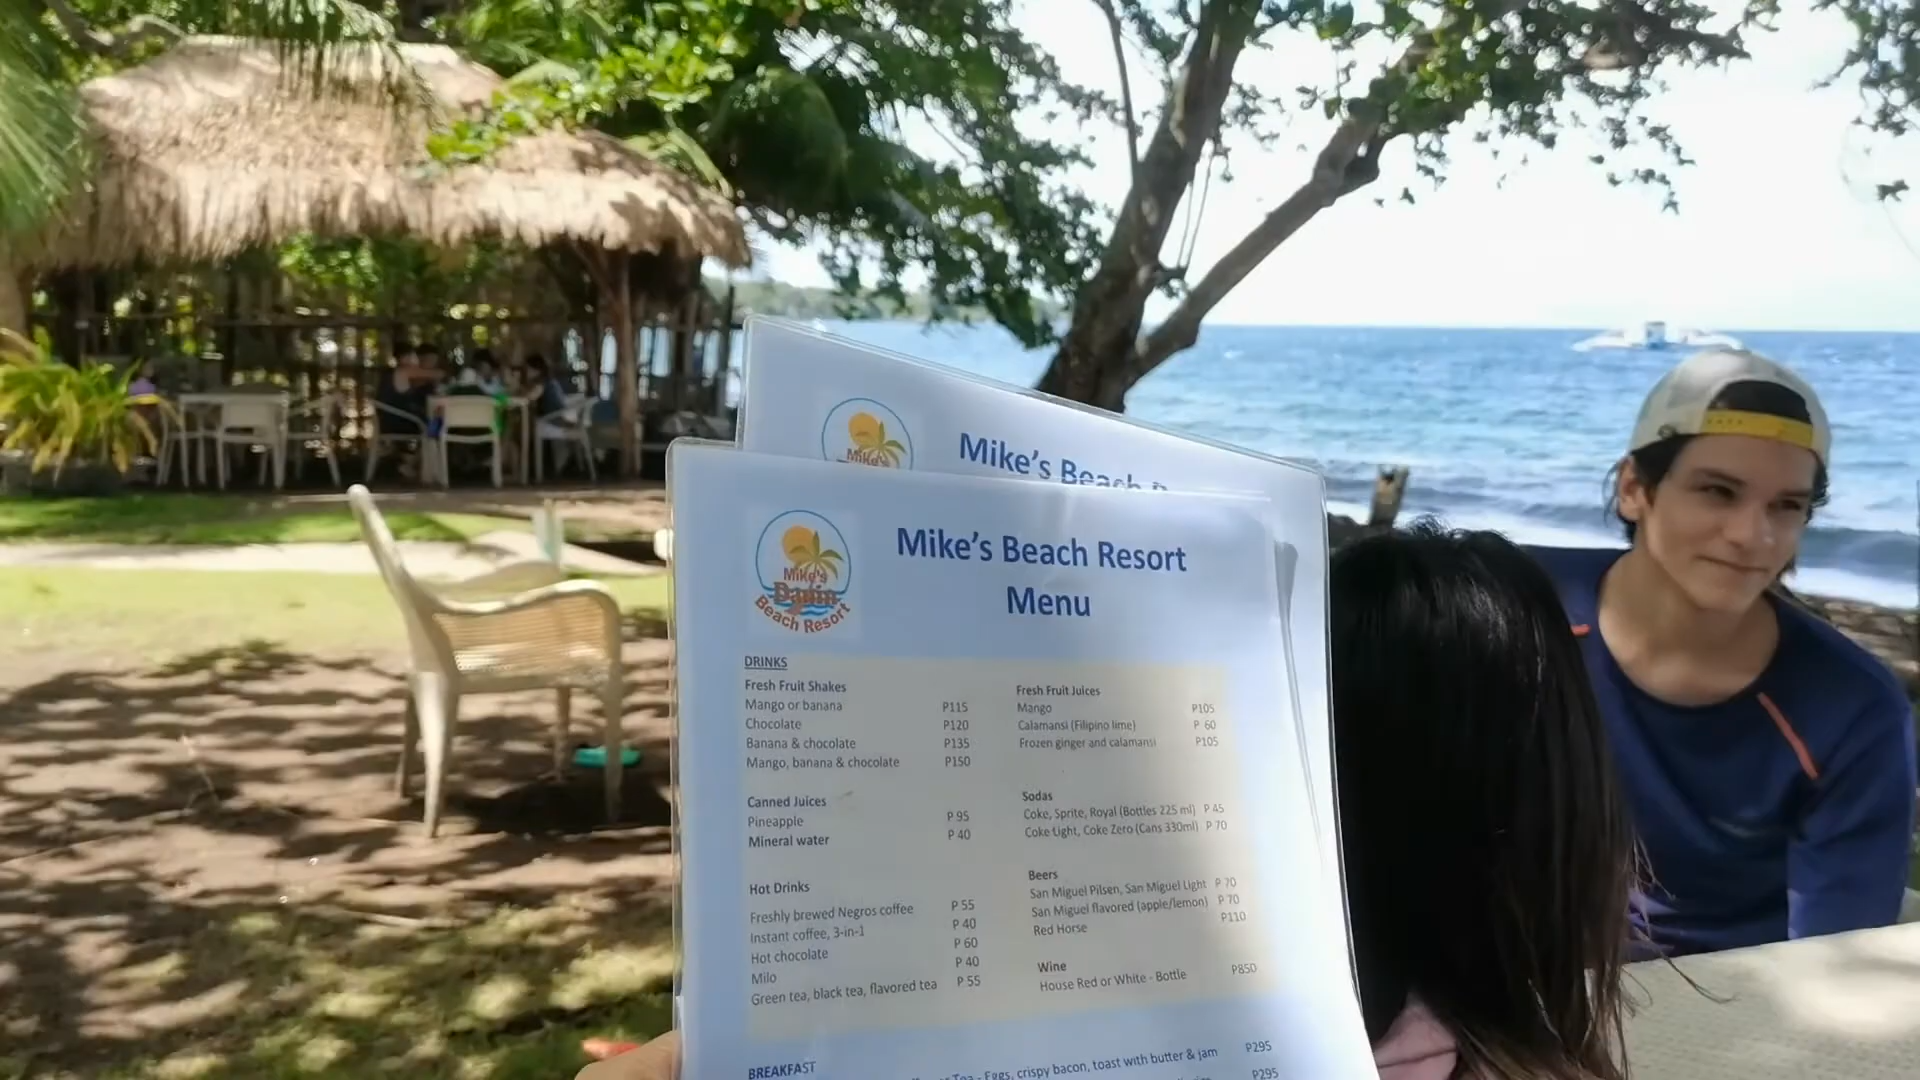 Mike's
Mike's Beach
Mike's
Dauin
Beach Resort
Mike's Beach Resort
Menu
DRINKS
Fresh Fruit Shakes
Mango or banana P115
Chocolate P120
Banana & chocolate P135
Mango, banana & chocolate P150
Canned Juices
Pineapple P 95
Mineral water P 40
Hot Drinks
Freshly brewed Negros coffee P 55
Instant coffee, 3-in-1 P 40
Hot chocolate P 60
Milo P 40
Green tea, black tea, flavored tea P 55
Fresh Fruit Juices
Mango P105
Calamansi (Filipino lime) P 60
Frozen ginger and calamansi P105
Sodas
Coke, Sprite, Royal (Bottles 225 ml) P 45
Coke Light, Coke Zero (Cans 330ml) P 70
Beers
San Miguel Pilsen, San Miguel Light P 70
San Miguel flavored (apple/lemon) P 70
Red Horse P110
Wine
House Red or White - Bottle P850
BREAKFAST
Tea - Eggs, crispy bacon, toast with butter & jam P295
P295